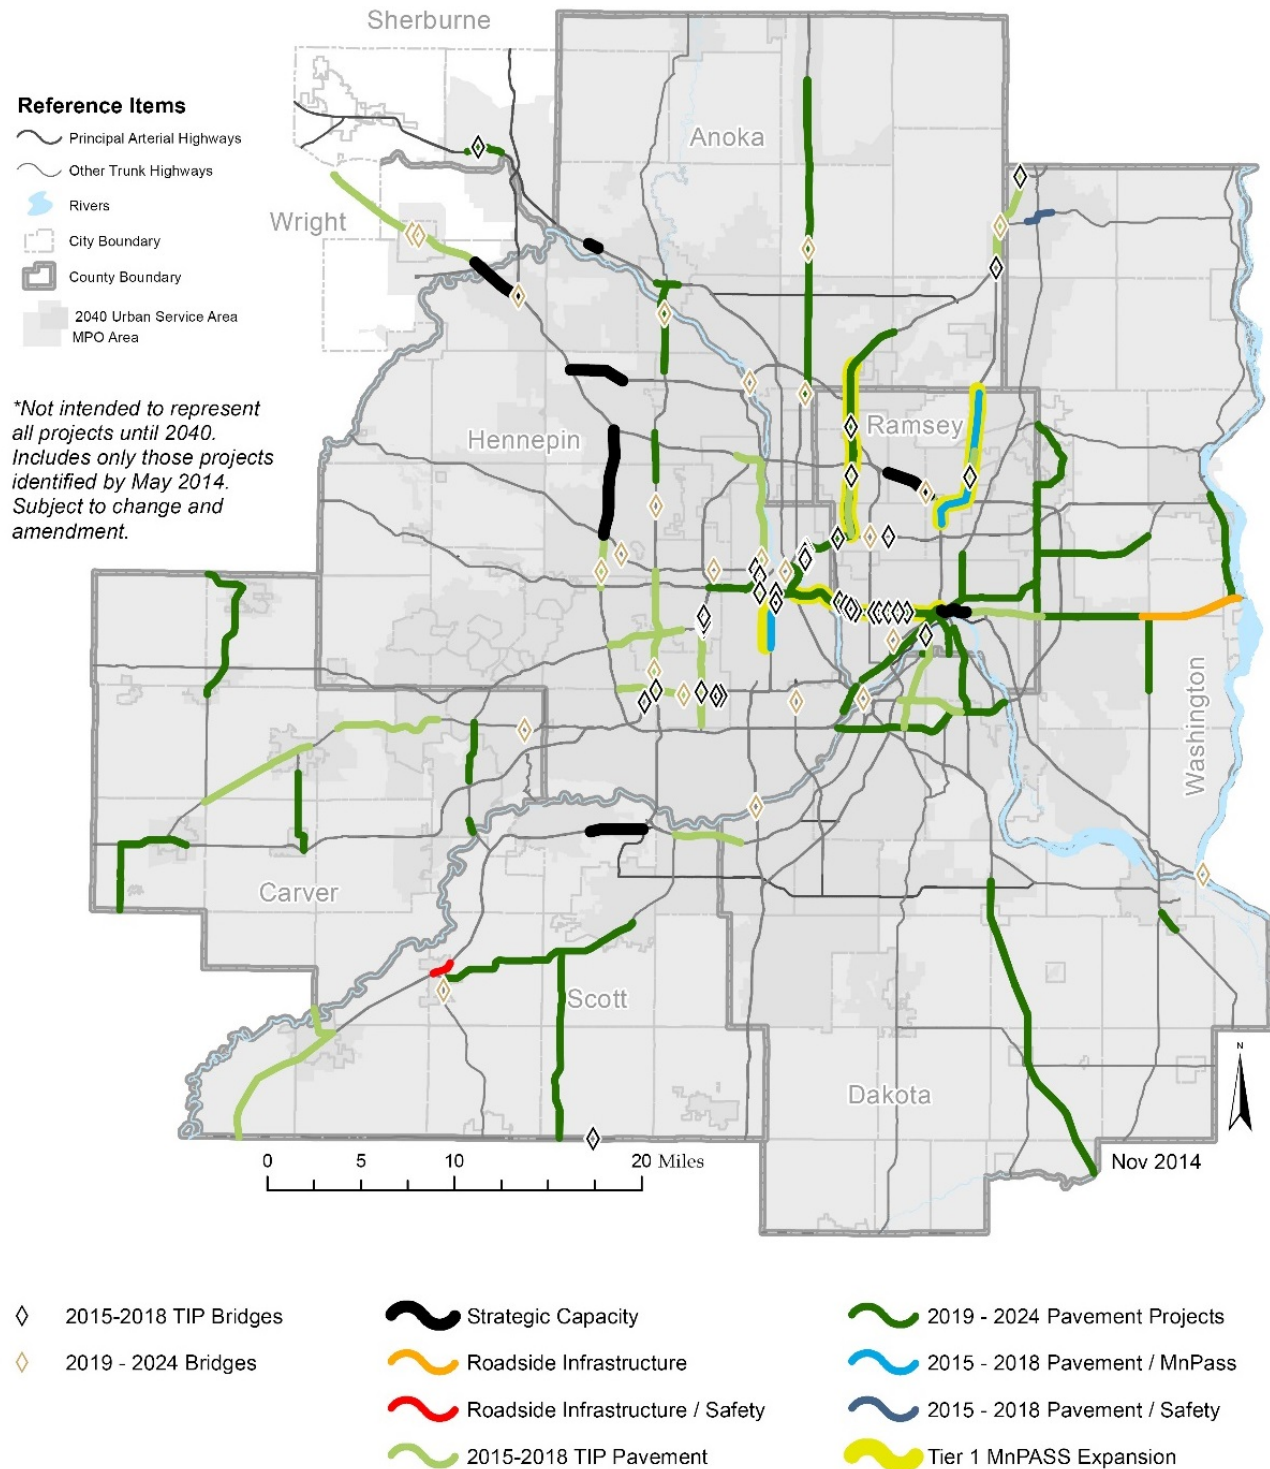 Sherburne
Reference Items
Principal Arterial Highways
Other Trunk Highways
Rivers
City Boundary
County Boundary
2040 Urban Service Area
MPO Area
*Not intended to represent
all projects until 2040.
Includes only those projects
identified by May 2014.
Subject to change and
amendment.
Anoka
Wright
Hennepin
Ramsey
Washington
Carver
Scott
Dakota
N
0 5 10 20 Miles
Nov 2014
2015-2018 TIP Bridges
2019 - 2024 Bridges
Strategic Capacity
Roadside Infrastructure
Roadside Infrastructure / Safety
2015-2018 TIP Pavement
2019 - 2024 Pavement Projects
2015 - 2018 Pavement / MnPass
2015 - 2018 Pavement / Safety
Tier 1 MnPASS Expansion